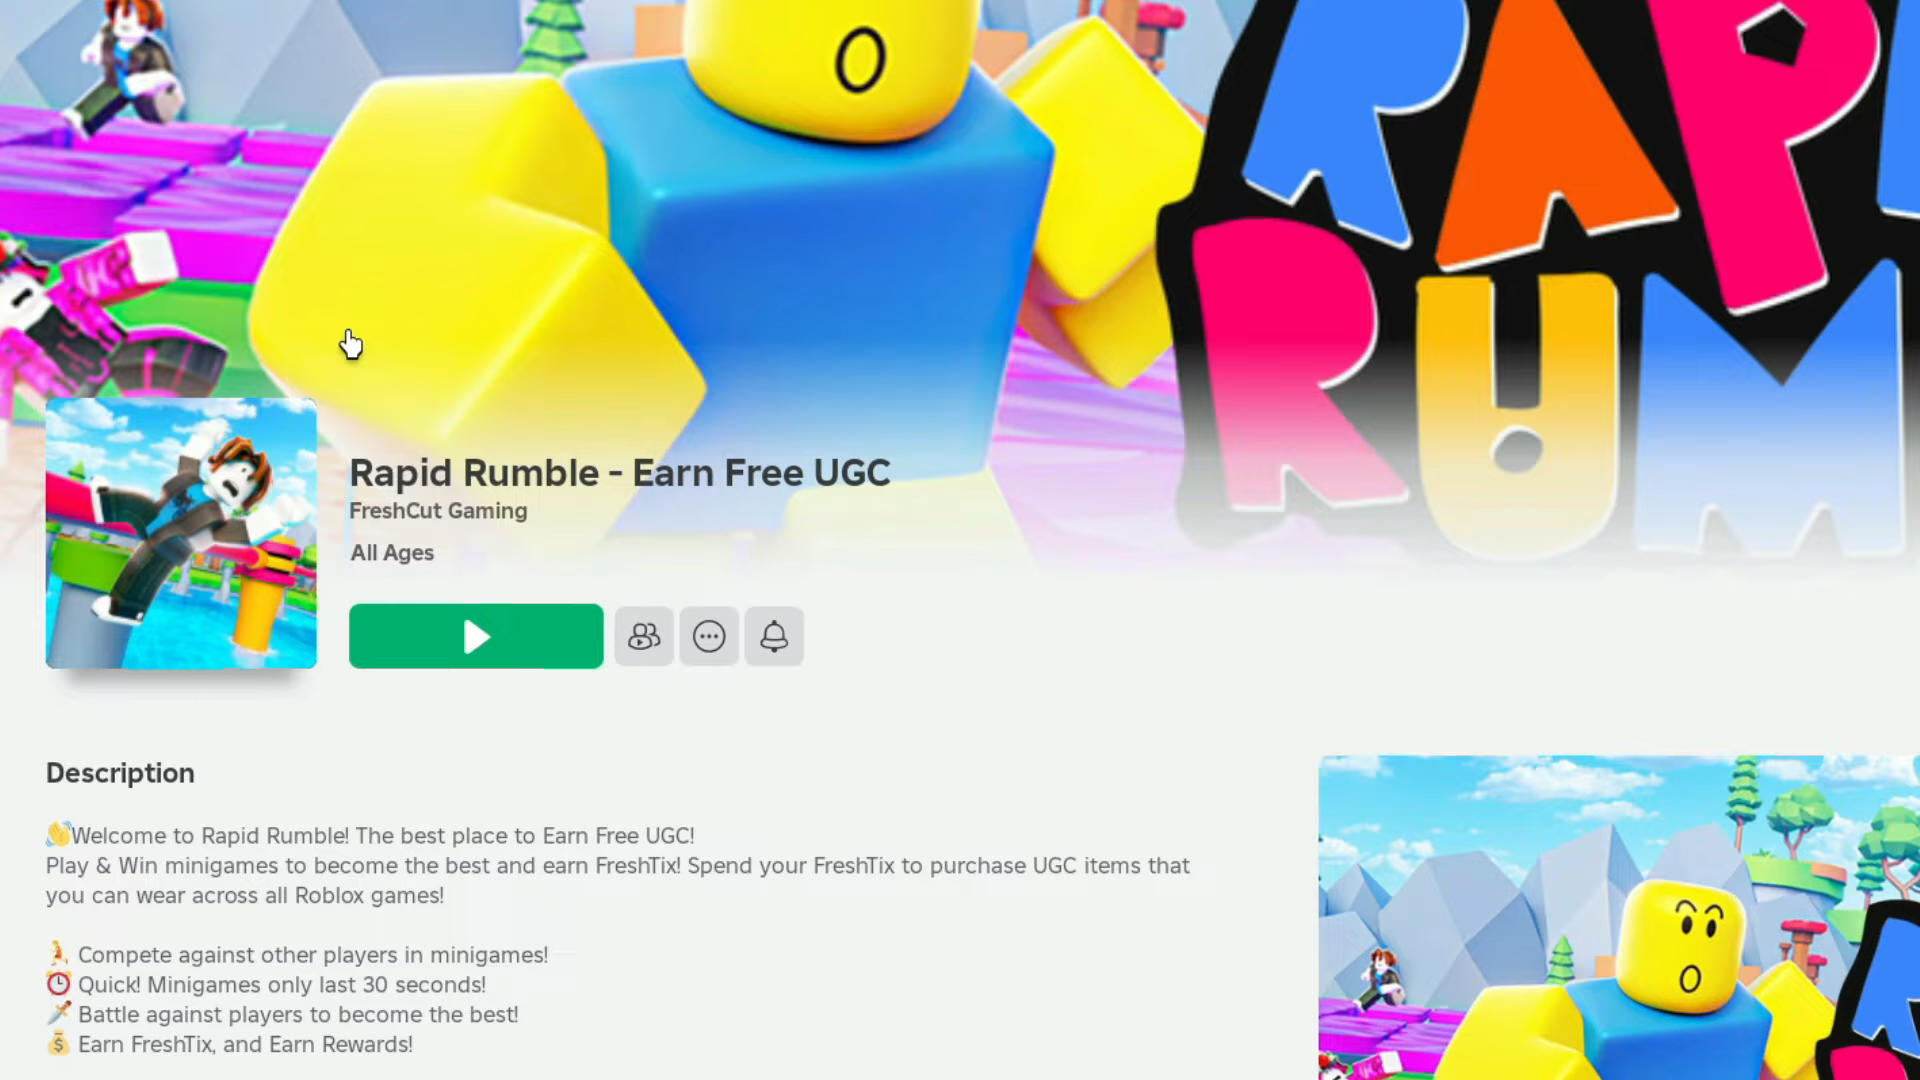 RAPI
RUM
Rapid Rumble - Earn Free UGC
FreshCut Gaming
All Ages
Description
👋Welcome to Rapid Rumble! The best place to Earn Free UGC!
Play & Win minigames to become the best and earn FreshTix! Spend your FreshTix to purchase UGC items that
you can wear across all Roblox games!
🏃 Compete against other players in minigames!
⏰ Quick! Minigames only last 30 seconds!
🗡️ Battle against players to become the best!
💰 Earn FreshTix, and Earn Rewards!